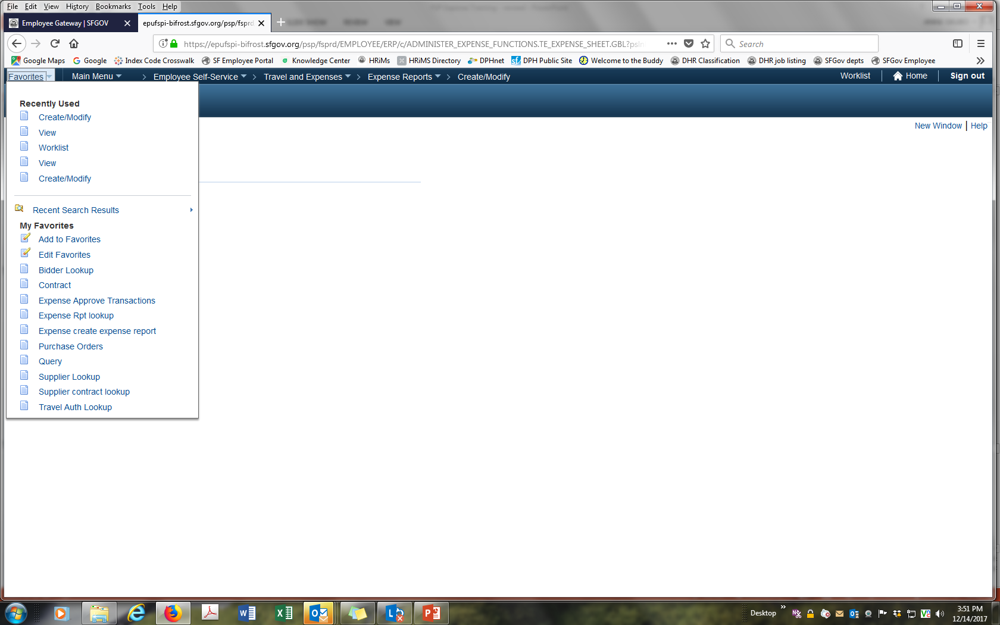 File Edit View History Bookmarks Tools Help
Employee Gateway | SFGOV
epufspi-bifrost.sfgov.org/psp/fsprd
https://epufspi-bifrost.sfgov.org/psp/fsprd/EMPLOYEE/ERP/c/ADMINISTER_EXPENSE_FUNCTIONS.TE_EXPENSE_SHEET.GBL?pslr
Search
Google Maps Google Index Code Crosswalk SF Employee Portal Knowledge Center HRiMs HRiMS Directory DPHnet DPH Public Site Welcome to the Buddy DHR Classification DHR job listing SFGov depts SFGov Employee
Favorites Main Menu > Employee Self-Service > Travel and Expenses > Expense Reports > Create/Modify
Worklist Home Sign out
New Window | Help
Recently Used
Create/Modify
View
Worklist
View
Create/Modify
Recent Search Results
My Favorites
Add to Favorites
Edit Favorites
Bidder Lookup
Contract
Expense Approve Transactions
Expense Rpt lookup
Expense create expense report
Purchase Orders
Query
Supplier Lookup
Supplier contract lookup
Travel Auth Lookup
Desktop
3:51 PM
12/14/2017